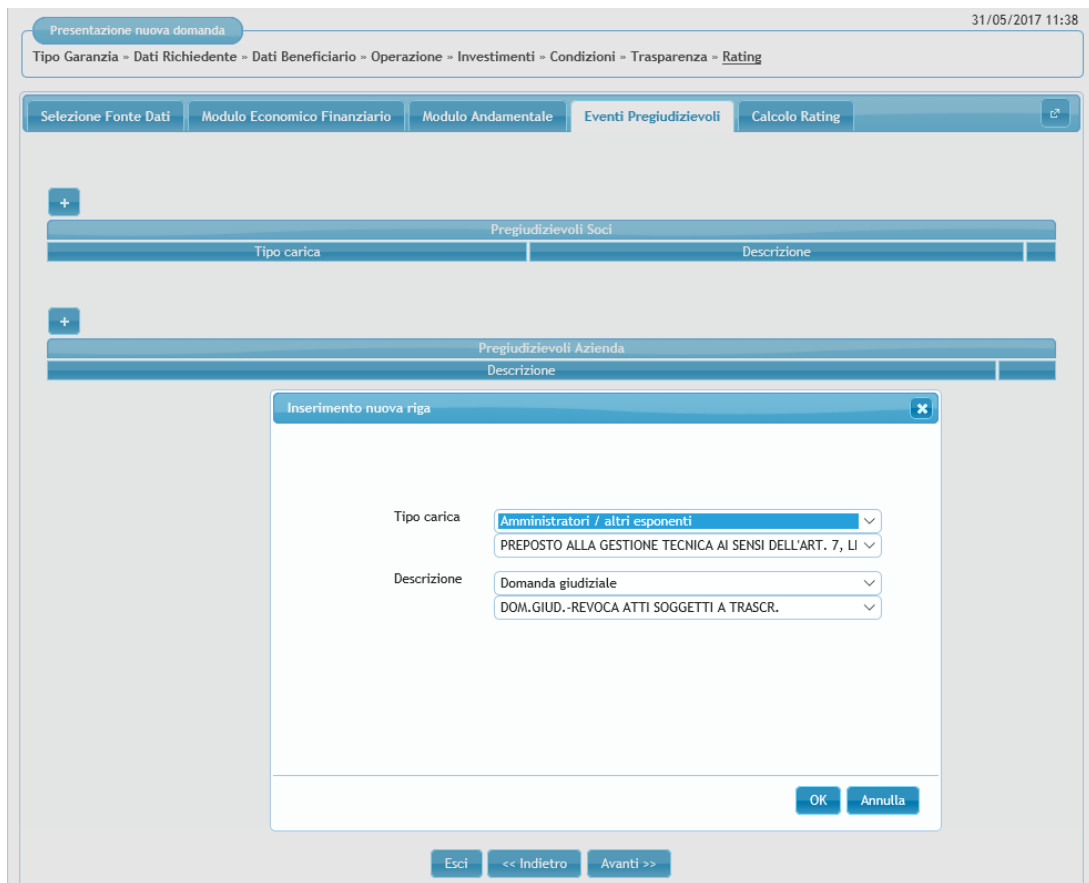 31/05/2017 11:38
Presentazione nuova domanda
Tipo Garanzia » Dati Richiedente » Dati Beneficiario » Operazione » Investimenti » Condizioni » Trasparenza » Rating
Selezione Fonte Dati Modulo Economico Finanziario Modulo Andamentale Eventi Pregiudizievoli Calcolo Rating
+
Pregiudizievoli Soci
Tipo carica Descrizione
+
Pregiudizievoli Azienda
Descrizione
Inserimento nuova riga
Tipo carica Amministratori / altri esponenti
PREPOSTO ALLA GESTIONE TECNICA AI SENSI DELL'ART. 7, LI
Descrizione Domanda giudiziale
DOM.GIUD.-REVOCA ATTI SOGGETTI A TRASCR.
OK Annulla
Esci << Indietro Avanti >>